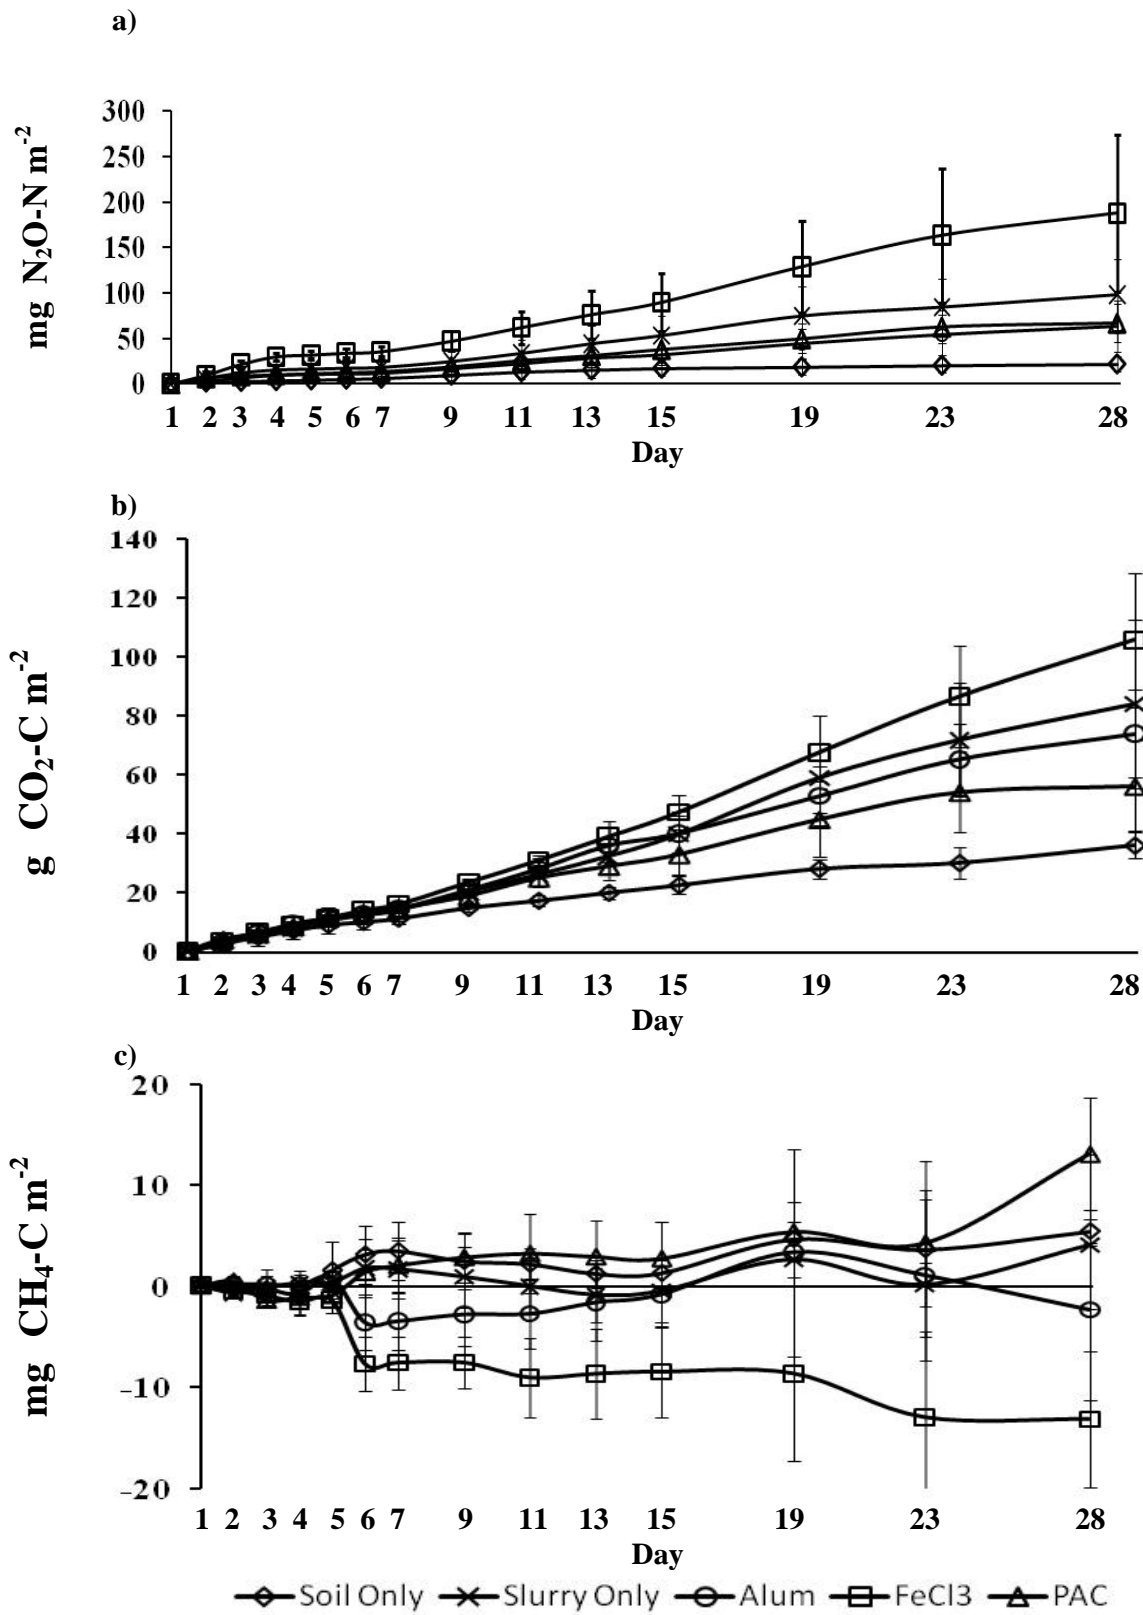 a)
mg N₂O-N m⁻²
300
250
200
150
100
50
0
1 2 3 4 5 6 7 9 11 13 15 19 23 28
Day
b)
g CO₂-C m⁻²
140
120
100
80
60
40
20
0
1 2 3 4 5 6 7 9 11 13 15 19 23 28
Day
c)
mg CH₄-C m⁻²
20
10
0
-10
-20
1 2 3 4 5 6 7 9 11 13 15 19 23 28
Day
Soil Only Slurry Only Alum FeCl3 PAC